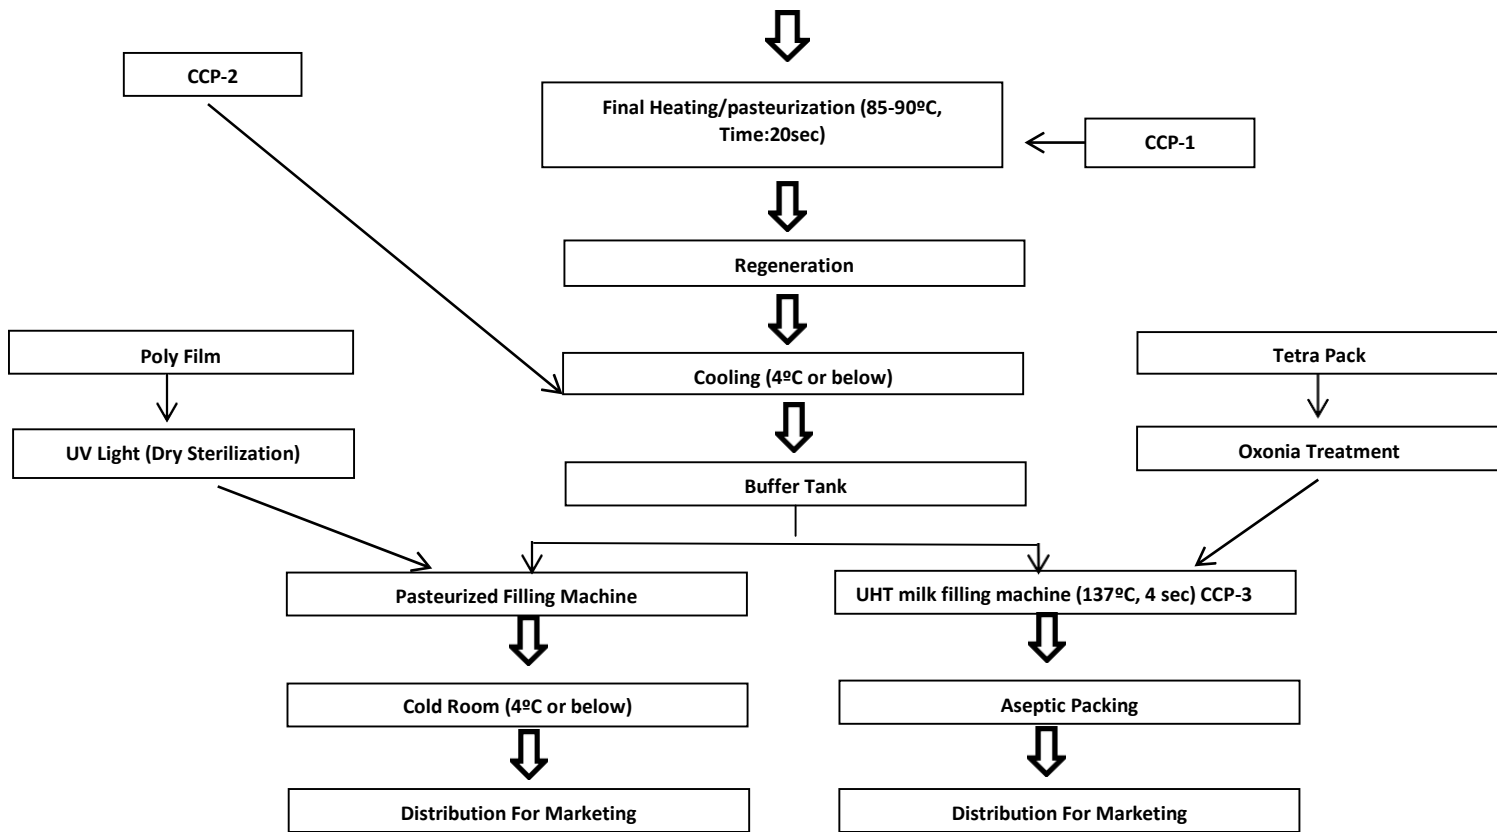 CCP-2
Final Heating/pasteurization (85-90ºC,
Time:20sec)
CCP-1
Regeneration
Poly Film
Cooling (4ºC or below)
Tetra Pack
UV Light (Dry Sterilization)
Oxonia Treatment
Buffer Tank
Pasteurized Filling Machine
UHT milk filling machine (137ºC, 4 sec) CCP-3
Cold Room (4ºC or below)
Aseptic Packing
Distribution For Marketing
Distribution For Marketing